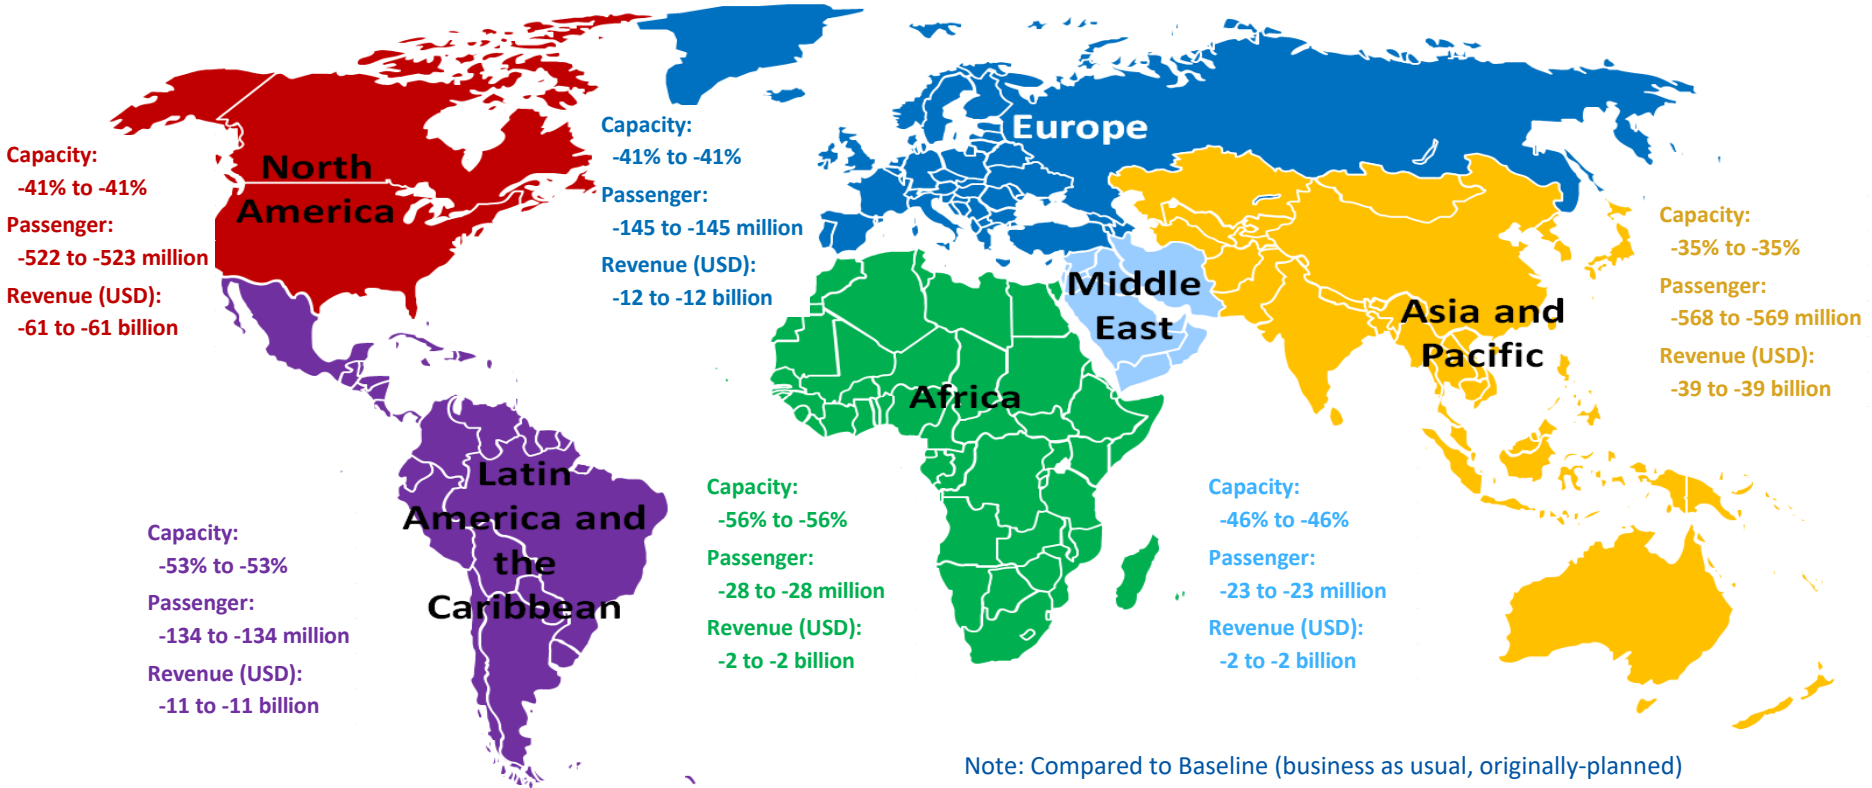 North
America
Capacity:
-41% to -41%
Passenger:
-522 to -523 million
Revenue (USD):
-61 to -61 billion
Europe
Capacity:
-41% to -41%
Passenger:
-145 to -145 million
Revenue (USD):
-12 to -12 billion
Asia and
Pacific
Capacity:
-35% to -35%
Passenger:
-568 to -569 million
Revenue (USD):
-39 to -39 billion
Latin
America and
the
Caribbean
Capacity:
-53% to -53%
Passenger:
-134 to -134 million
Revenue (USD):
-11 to -11 billion
Africa
Capacity:
-56% to -56%
Passenger:
-28 to -28 million
Revenue (USD):
-2 to -2 billion
Middle
East
Capacity:
-46% to -46%
Passenger:
-23 to -23 million
Revenue (USD):
-2 to -2 billion
Note: Compared to Baseline (business as usual, originally-planned)